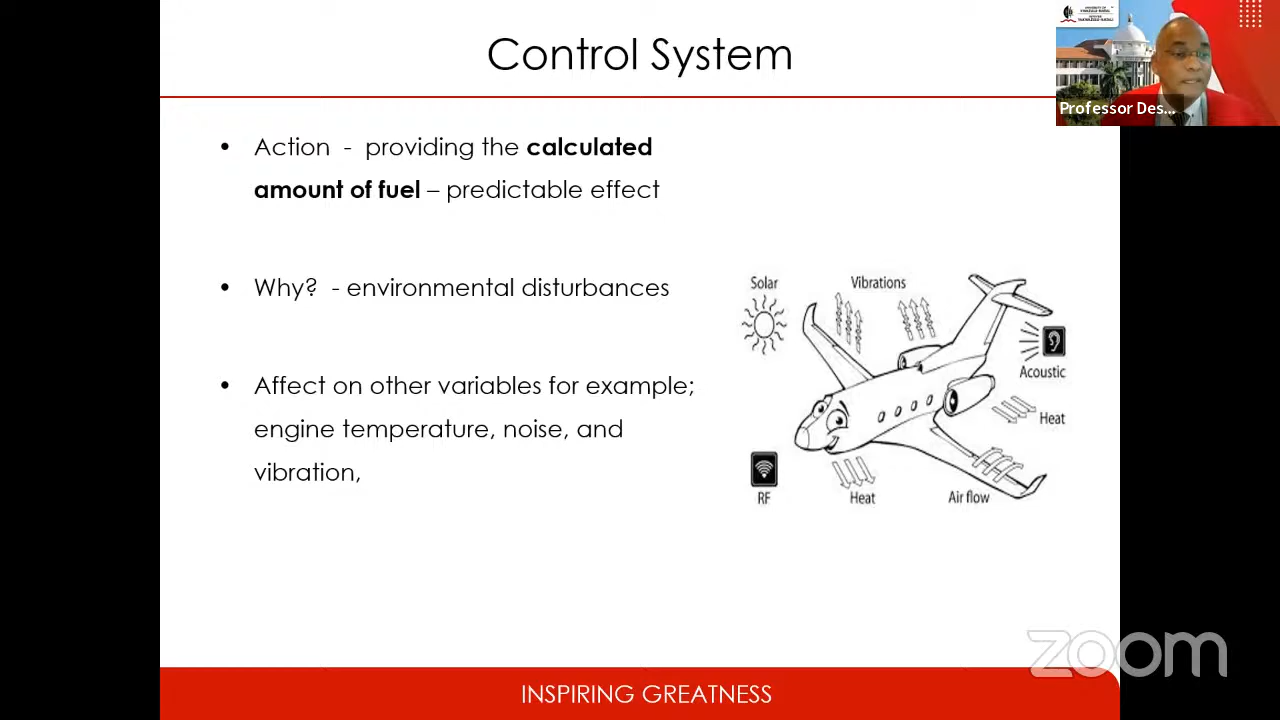 Control System
Professor Des...
• Action - providing the calculated
amount of fuel – predictable effect
• Why? - environmental disturbances
• Affect on other variables for example;
engine temperature, noise, and
vibration,
Solar
Vibrations
Acoustic
Heat
RF
Heat
Air flow
zoom
INSPIRING GREATNESS